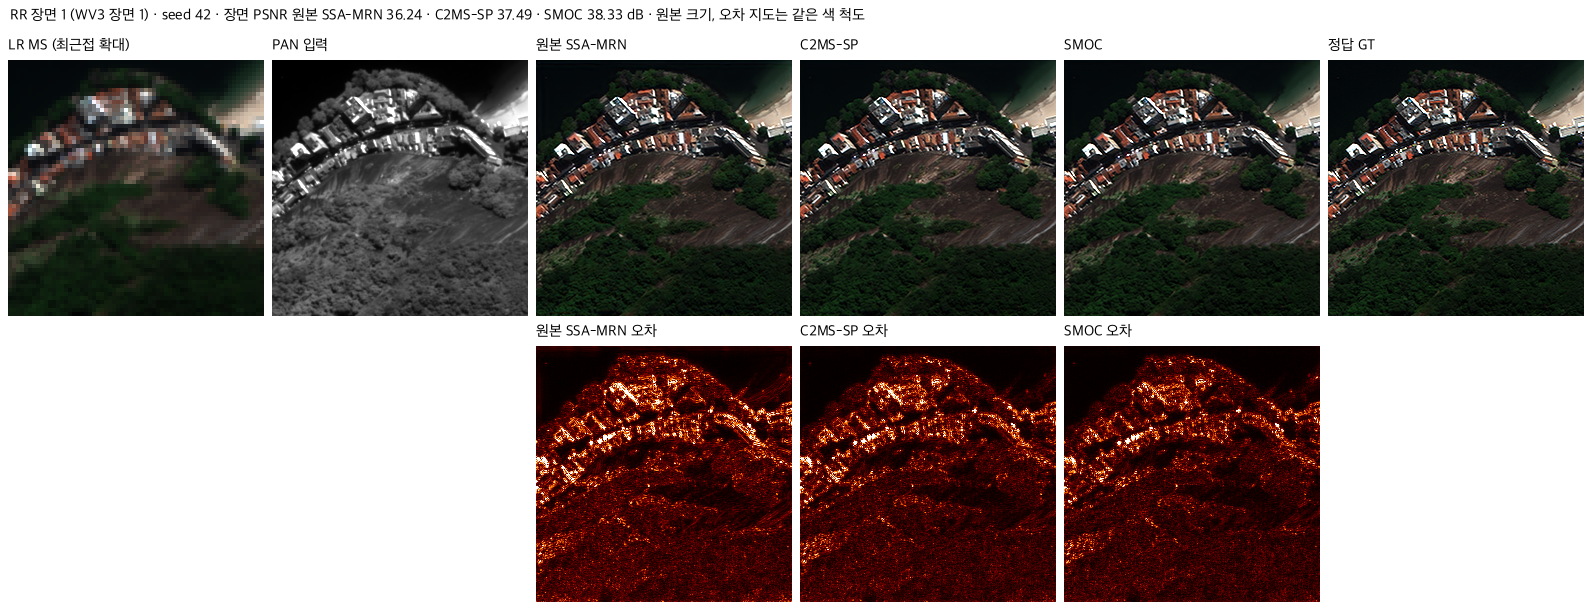 RR 장면 1 (WV3 장면 1) · seed 42 · 장면 PSNR 원본 SSA-MRN 36.24 · C2MS-SP 37.49 · SMOC 38.33 dB · 원본 크기, 오차 지도는 같은 색 척도
LR MS (최근접 확대)
PAN 입력
원본 SSA-MRN
C2MS-SP
SMOC
정답 GT
원본 SSA-MRN 오차
C2MS-SP 오차
SMOC 오차